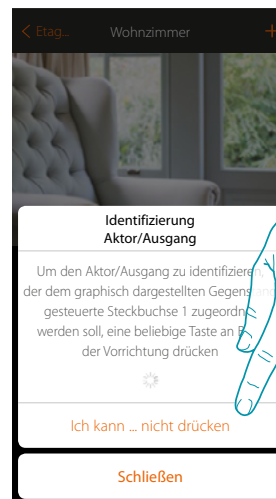 < Etag... Wohnzimmer +
Identifizierung
Aktor/Ausgang
Um den Aktor/Ausgang zu identifizieren,
der dem graphisch dargestellten Gegenstand
gesteuerte Steckbuchse 1 zugeordnet
werden soll, eine beliebige Taste an
der Vorrichtung drücken
Ich kann ... nicht drücken
Schließen